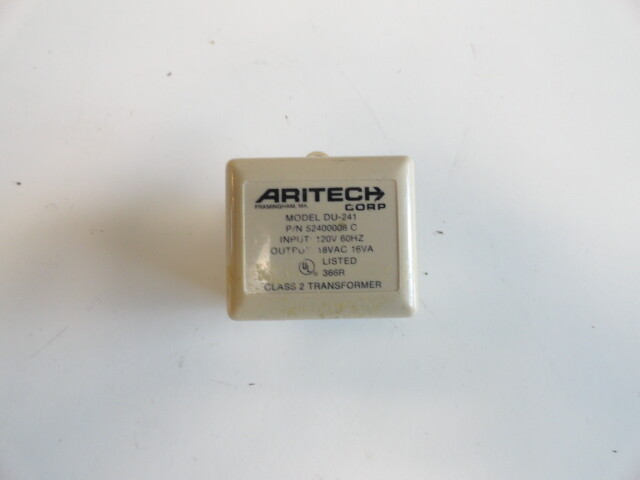 ARITECH
FRAMINGHAM, MA. CORP
MODEL DU-241
P/N 52400008 C
INPUT: 120V 60HZ
OUTPUT: 18VAC 16VA
UL LISTED
366R
CLASS 2 TRANSFORMER